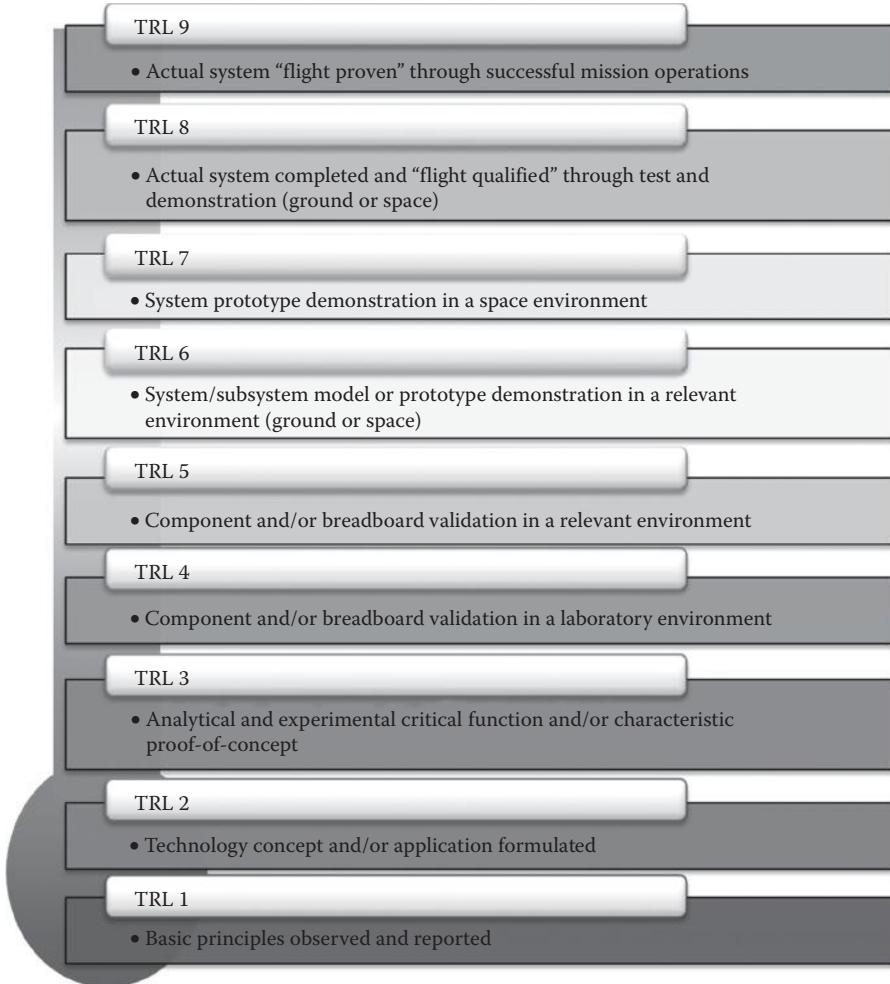 TRL 9
• Actual system “flight proven” through successful mission operations
TRL 8
• Actual system completed and “flight qualified” through test and
demonstration (ground or space)
TRL 7
• System prototype demonstration in a space environment
TRL 6
• System/subsystem model or prototype demonstration in a relevant
environment (ground or space)
TRL 5
• Component and/or breadboard validation in a relevant environment
TRL 4
• Component and/or breadboard validation in a laboratory environment
TRL 3
• Analytical and experimental critical function and/or characteristic
proof-of-concept
TRL 2
• Technology concept and/or application formulated
TRL 1
• Basic principles observed and reported